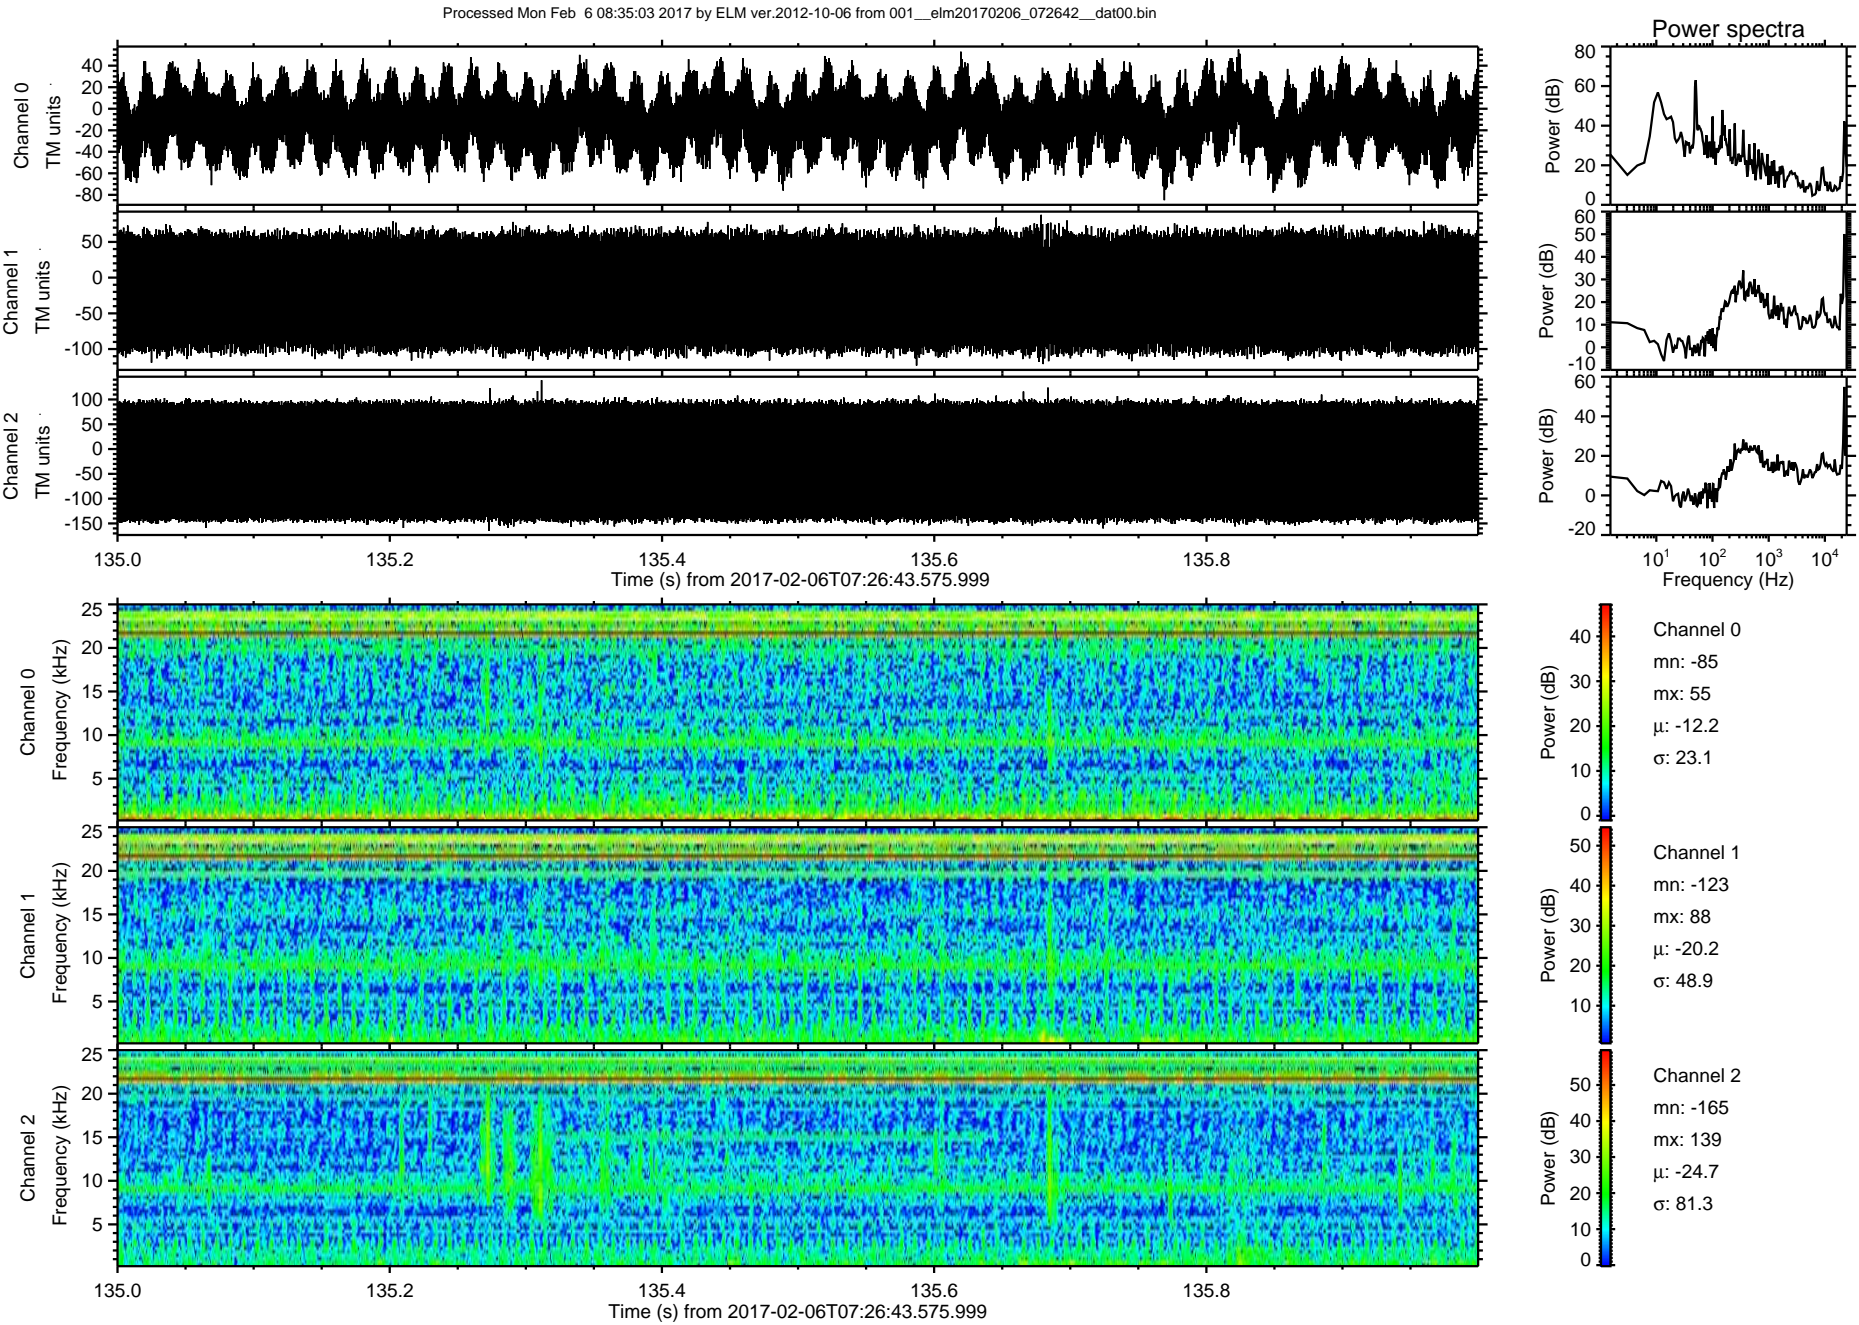 Processed Mon Feb  6 08:35:03 2017 by ELM ver.2012-10-06 from 001__elm20170206_072642__dat00.bin
Power spectra
Channel 0
TM units
40
20
0
-20
-40
-60
-80
Power (dB)
80
60
40
20
0
Channel 1
TM units
50
0
-50
-100
Power (dB)
60
50
40
30
20
10
0
-10
Channel 2
TM units
100
50
0
-50
-100
-150
Power (dB)
60
40
20
0
-20
135.0 135.2 135.4 135.6 135.8
Time (s) from 2017-02-06T07:26:43.575.999
10¹ 10² 10³ 10⁴
Frequency (Hz)
Channel 0
Frequency (kHz)
25
20
15
10
5
Power (dB)
40
30
20
10
0
Channel 0
mn: -85
mx: 55
µ: -12.2
σ: 23.1
Channel 1
Frequency (kHz)
25
20
15
10
5
Power (dB)
50
40
30
20
10
Channel 1
mn: -123
mx: 88
µ: -20.2
σ: 48.9
Channel 2
Frequency (kHz)
25
20
15
10
5
Power (dB)
50
40
30
20
10
0
Channel 2
mn: -165
mx: 139
µ: -24.7
σ: 81.3
135.0 135.2 135.4 135.6 135.8
Time (s) from 2017-02-06T07:26:43.575.999